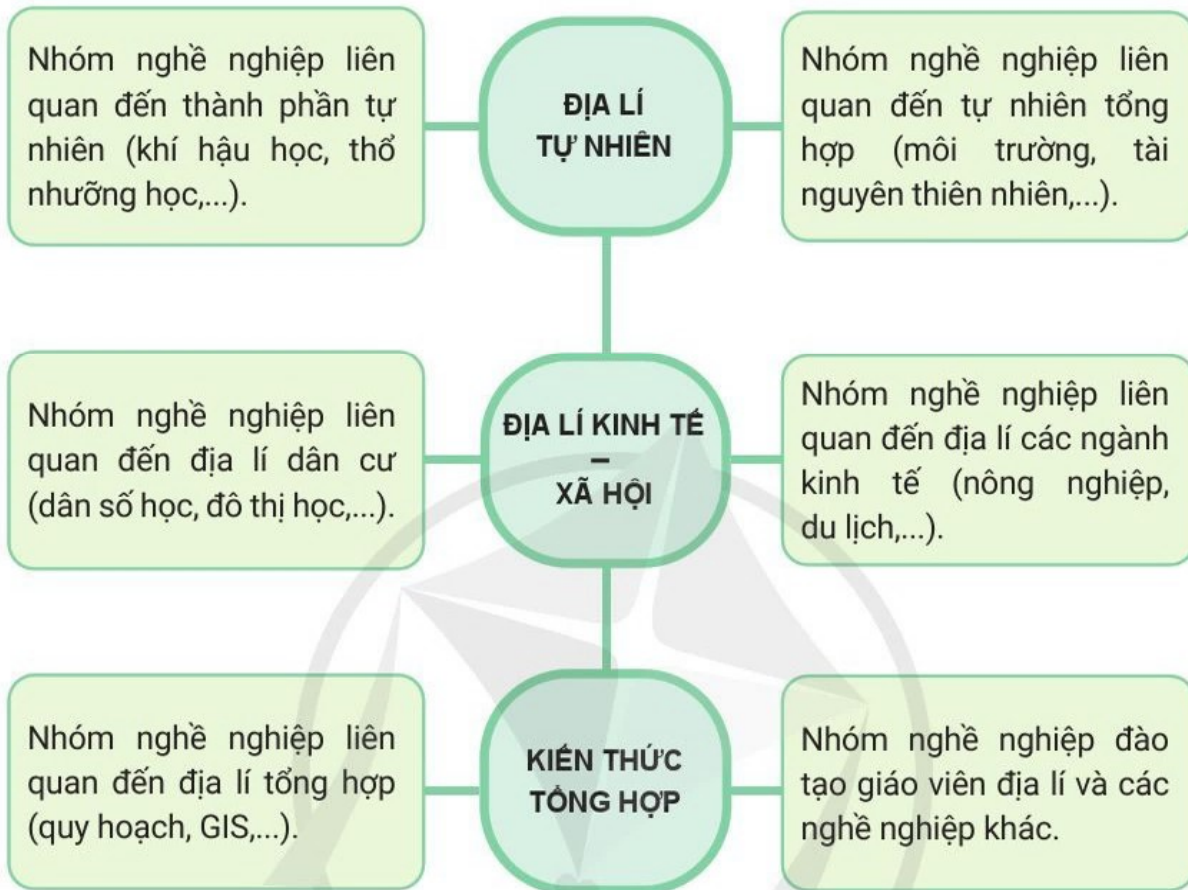 Nhóm nghề nghiệp liên
quan đến thành phần tự
nhiên (khí hậu học, thổ
nhưỡng học,...).
ĐỊA LÍ
TỰ NHIÊN
Nhóm nghề nghiệp liên
quan đến tự nhiên tổng
hợp (môi trường, tài
nguyên thiên nhiên,...).
Nhóm nghề nghiệp liên
quan đến địa lí dân cư
(dân số học, đô thị học,...).
ĐỊA LÍ KINH TẾ
–
XÃ HỘI
Nhóm nghề nghiệp liên
quan đến địa lí các ngành
kinh tế (nông nghiệp,
du lịch,...).
Nhóm nghề nghiệp liên
quan đến địa lí tổng hợp
(quy hoạch, GIS,...).
KIẾN THỨC
TỔNG HỢP
Nhóm nghề nghiệp đào
tạo giáo viên địa lí và các
nghề nghiệp khác.